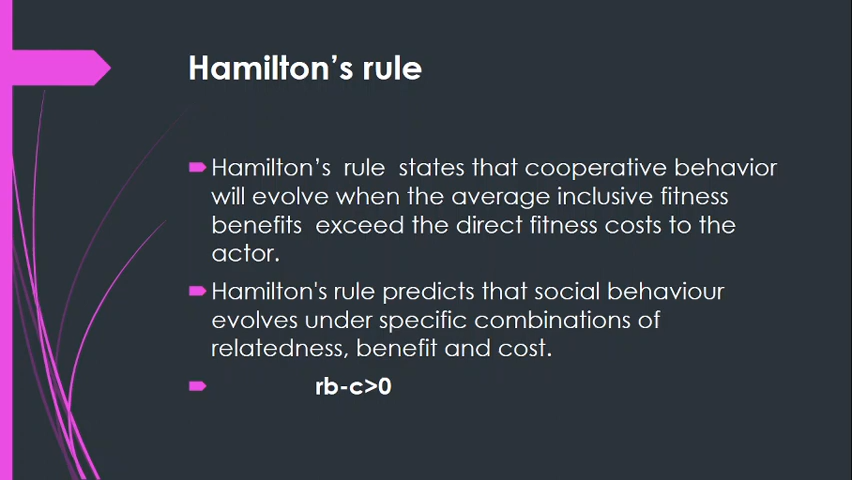 Hamilton’s rule
Hamilton’s rule states that cooperative behavior
will evolve when the average inclusive fitness
benefits exceed the direct fitness costs to the
actor.
Hamilton's rule predicts that social behaviour
evolves under specific combinations of
relatedness, benefit and cost.
rb-c>0